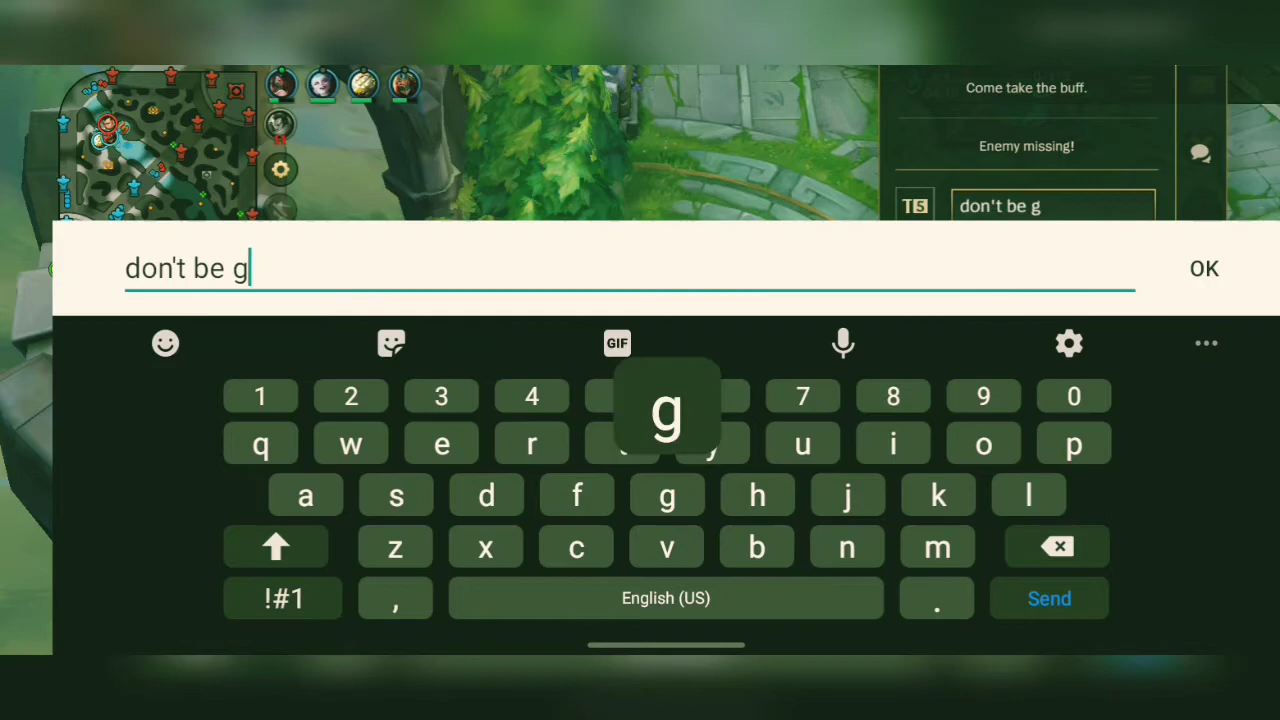 Come take the buff.
Enemy missing!
T5
don't be g
don't be g
OK
GIF
g
1 2 3 4 7 8 9 0
q w e r y u i o p
a s d f g h j k l
z x c v b n m
!#1 , English (US) . Send